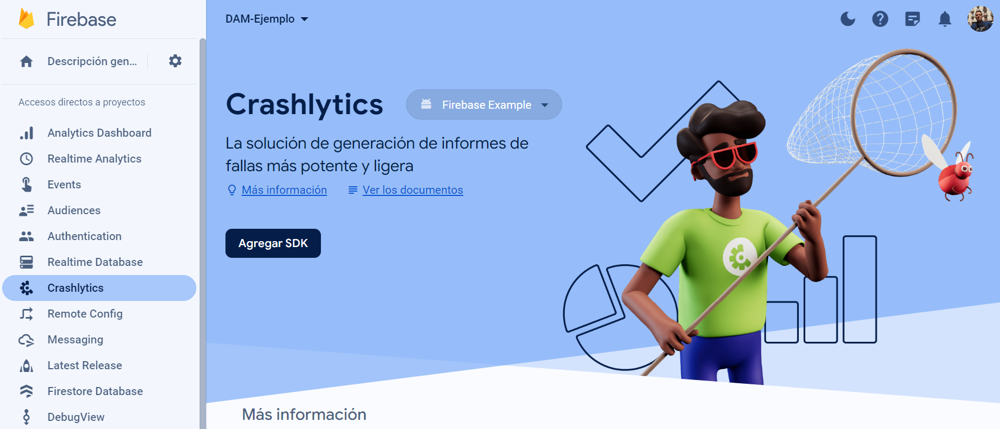 Firebase
DAM-Ejemplo
Descripción gen...
Accesos directos a proyectos
Analytics Dashboard
Realtime Analytics
Events
Audiences
Authentication
Realtime Database
Crashlytics
Remote Config
Messaging
Latest Release
Firestore Database
DebugView
Crashlytics
Firebase Example
La solución de generación de informes de
fallas más potente y ligera
Más información
Ver los documentos
Agregar SDK
Más información